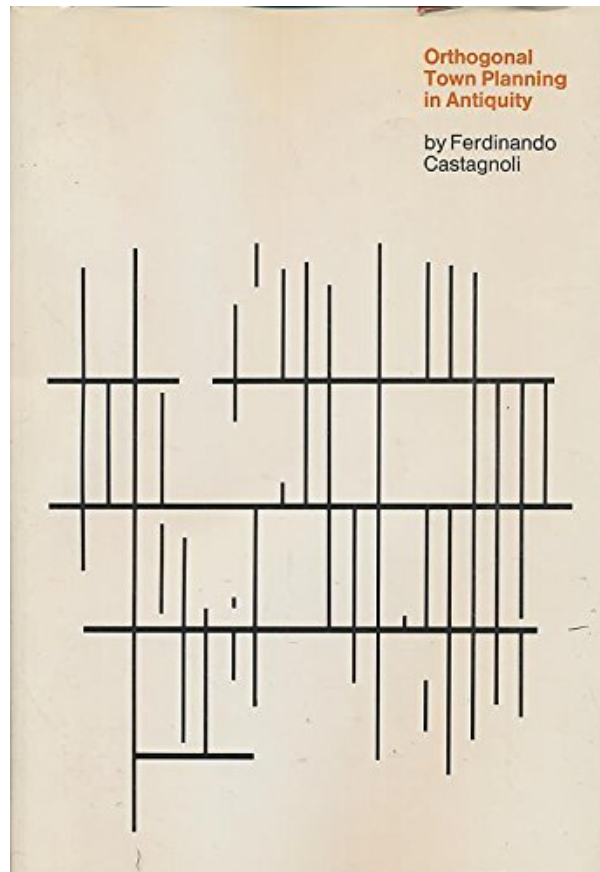 Orthogonal
Town Planning
in Antiquity
by Ferdinando
Castagnoli